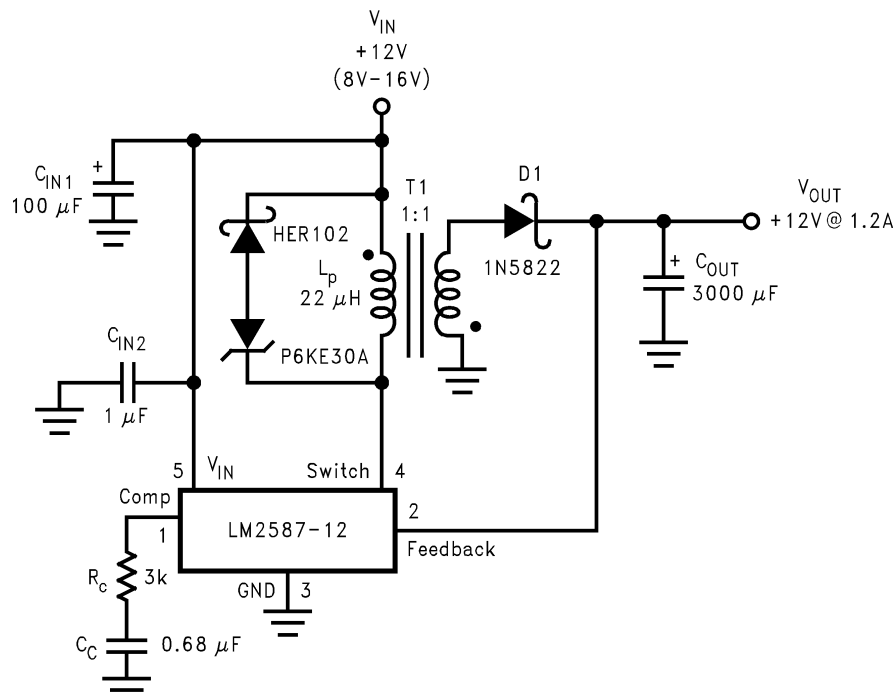 V_IN
+12V
(8V–16V)
C_IN1
+
100 μF
T1
1:1
D1
V_OUT
+12V @ 1.2A
HER102
L_p
22 μH
1N5822
+
C_OUT
3000 μF
C_IN2
1 μF
P6KE30A
5
V_IN
Switch
4
Comp
1
LM2587-12
2
Feedback
R_c
3k
GND
3
C_C
0.68 μF